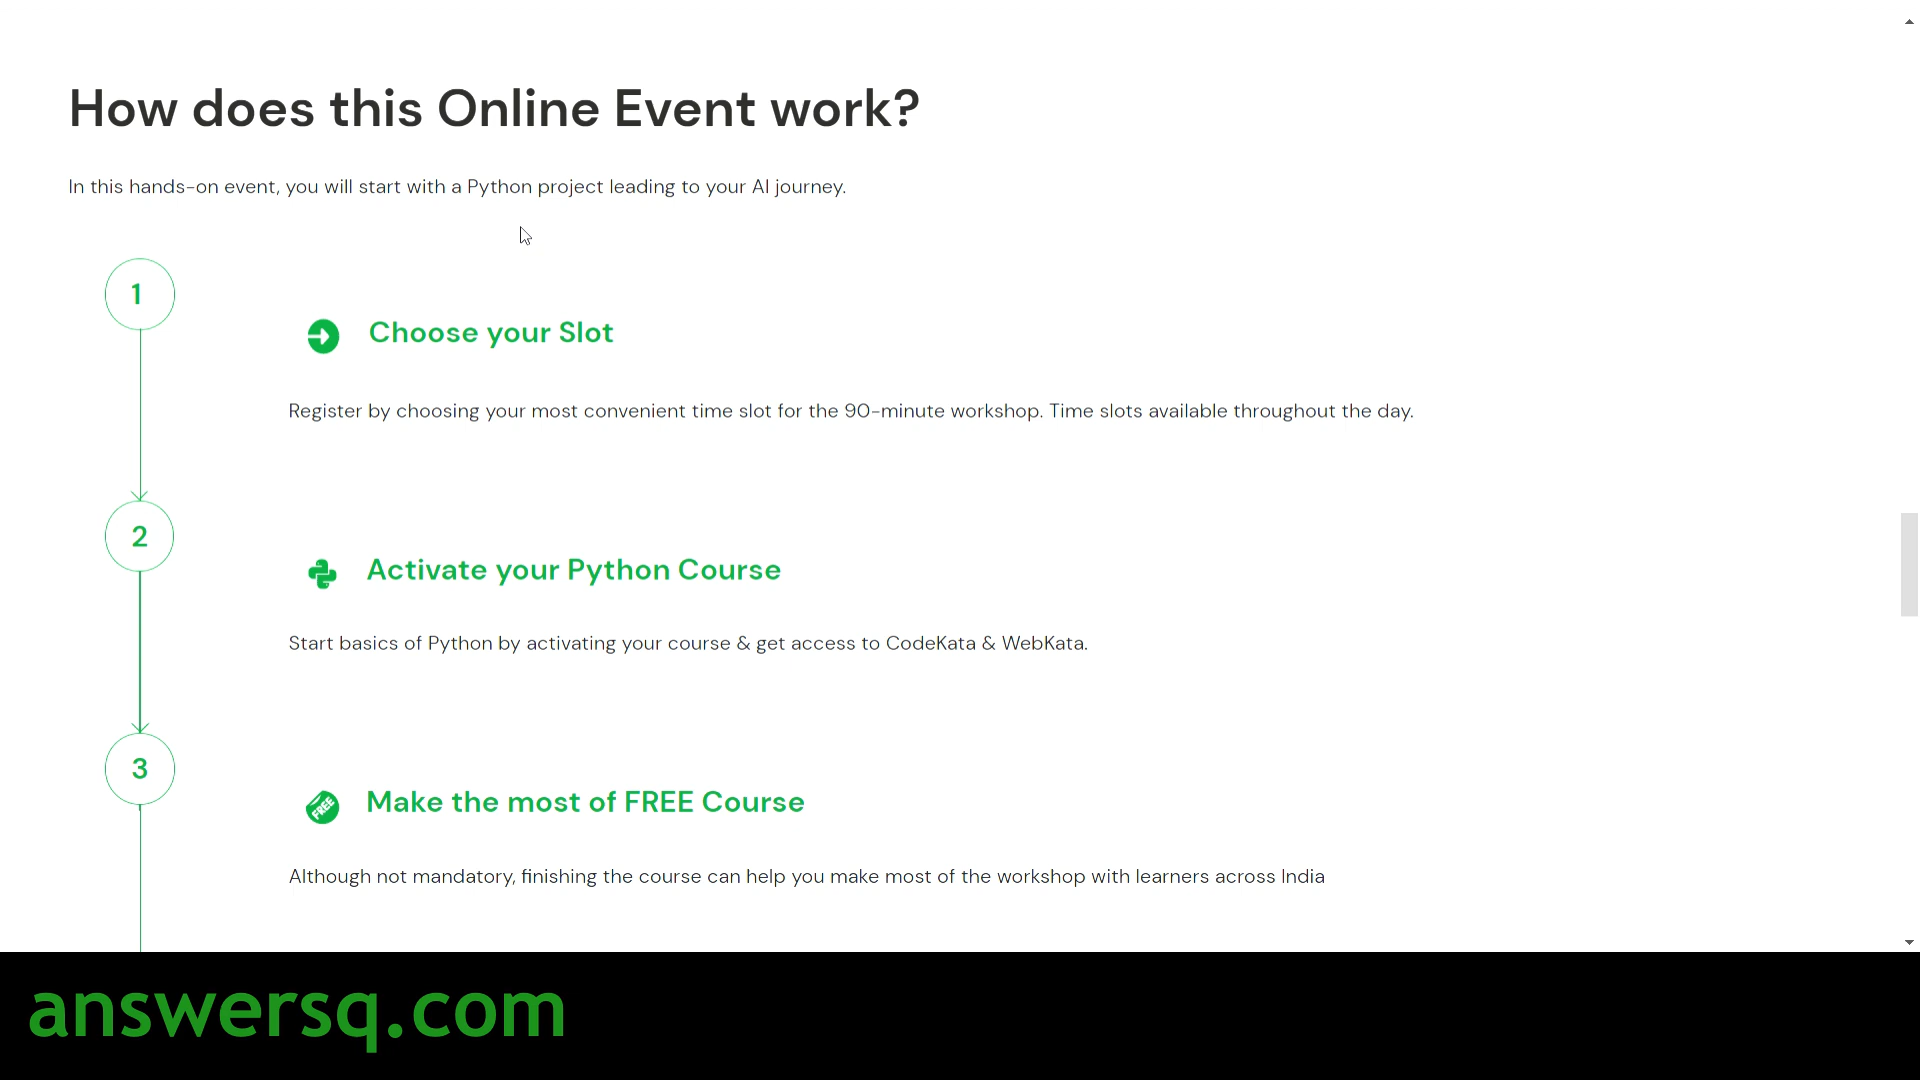 How does this Online Event work?
In this hands-on event, you will start with a Python project leading to your AI journey.
1
Choose your Slot
Register by choosing your most convenient time slot for the 90-minute workshop. Time slots available throughout the day.
2
Activate your Python Course
Start basics of Python by activating your course & get access to CodeKata & WebKata.
3
FREE
Make the most of FREE Course
Although not mandatory, finishing the course can help you make most of the workshop with learners across India
answersq.com